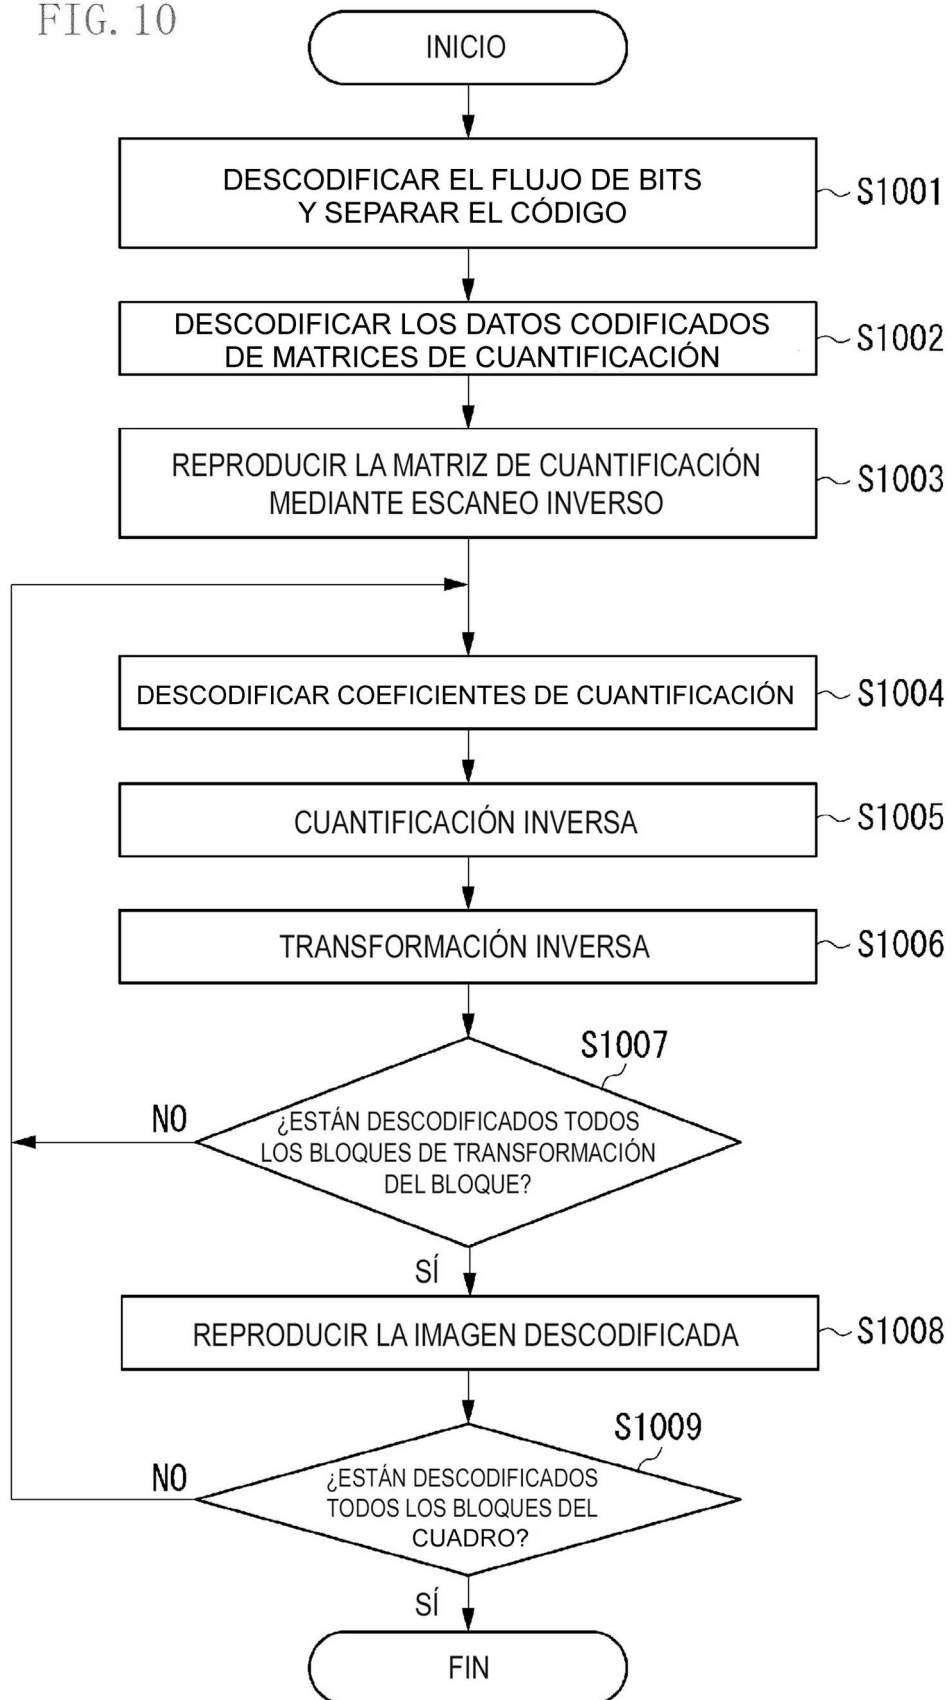 FIG. 10
INICIO
DESCODIFICAR EL FLUJO DE BITS
Y SEPARAR EL CÓDIGO
S1001
DESCODIFICAR LOS DATOS CODIFICADOS
DE MATRICES DE CUANTIFICACIÓN
S1002
REPRODUCIR LA MATRIZ DE CUANTIFICACIÓN
MEDIANTE ESCANEO INVERSO
S1003
DESCODIFICAR COEFICIENTES DE CUANTIFICACIÓN
S1004
CUANTIFICACIÓN INVERSA
S1005
TRANSFORMACIÓN INVERSA
S1006
S1007
NO
¿ESTÁN DESCODIFICADOS TODOS
LOS BLOQUES DE TRANSFORMACIÓN
DEL BLOQUE?
SÍ
REPRODUCIR LA IMAGEN DESCODIFICADA
S1008
S1009
NO
¿ESTÁN DESCODIFICADOS
TODOS LOS BLOQUES DEL
CUADRO?
SÍ
FIN